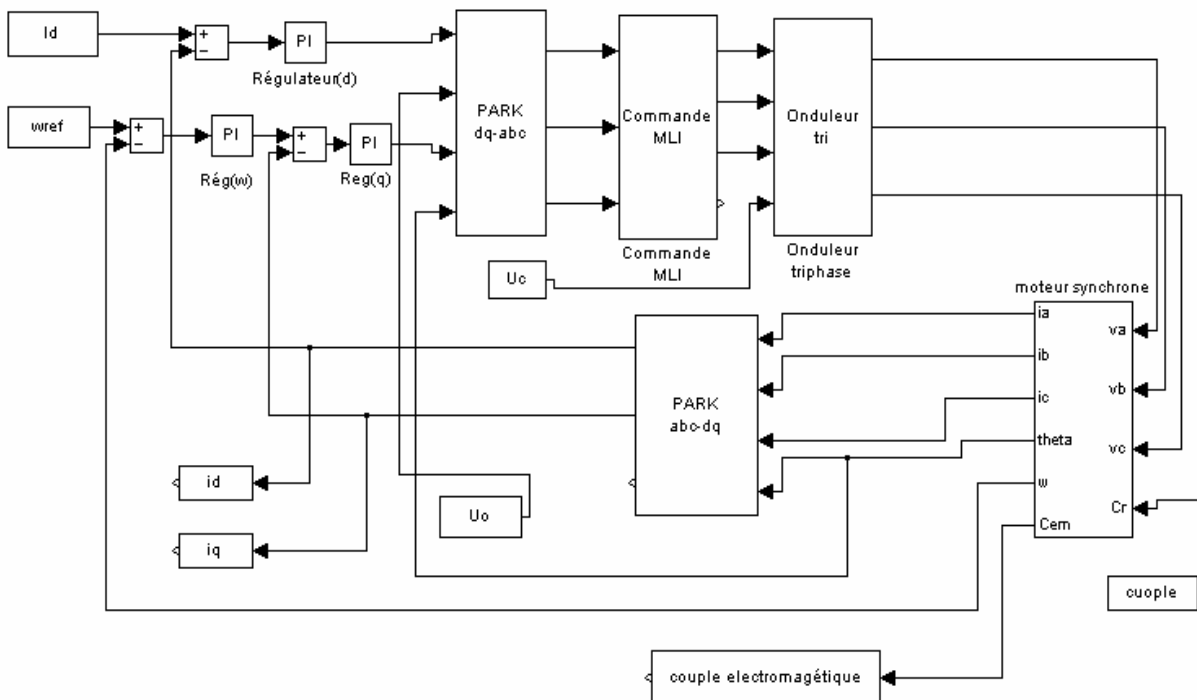 Id
+
−
PI
Régulateur(d)
wref
+
−
PI
Rég(w)
+
−
PI
Reg(q)
PARK
dq-abc
Commande
MLI
Commande
MLI
Onduleur
tri
Onduleur
triphase
Uc
moteur synchrone
ia
ib
ic
theta
w
Cem
va
vb
vc
Cr
PARK
abc-dq
id
iq
Uo
cuople
couple electromagétique